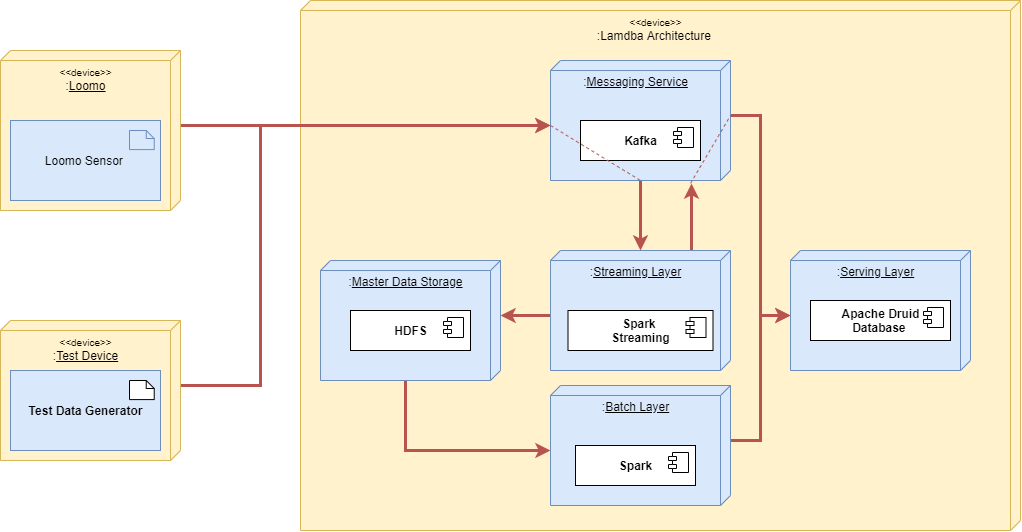 <<device>>
:Lamdba Architecture
<<device>>
:Loomo
Loomo Sensor
:Messaging Service
Kafka
:Master Data Storage
HDFS
:Streaming Layer
Spark
Streaming
:Serving Layer
Apache Druid
Database
<<device>>
:Test Device
Test Data Generator
:Batch Layer
Spark